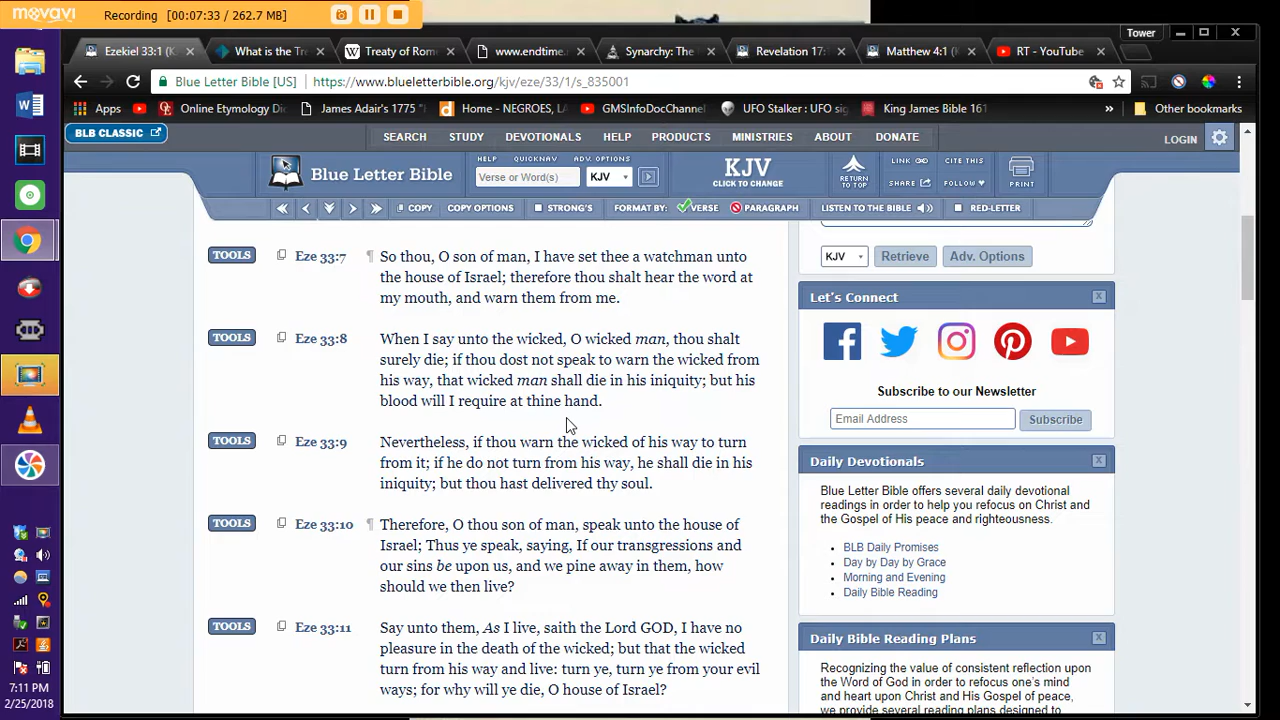 movavi
Recording (00:07:33 / 262.7 MB)
Tower
Ezekiel 33:1 (K
What is the Tre
Treaty of Rome
www.endtime.
Synarchy: The
Revelation 17:
Matthew 4:1 (
RT - YouTube
Blue Letter Bible [US] https://www.blueletterbible.org/kjv/eze/33/1/s_835001
Apps
Online Etymology Di
James Adair's 1775
Home - NEGROES, LA
GMSInfoDocChannel
UFO Stalker : UFO sig
King James Bible 161
»
Other bookmarks
BLB CLASSIC
SEARCH STUDY DEVOTIONALS HELP PRODUCTS MINISTRIES ABOUT DONATE
LOGIN
Blue Letter Bible
HELP QUICKNAV ADV. OPTIONS
Verse or Word(s) KJV
KJV
CLICK TO CHANGE
RETURN
TO TOP
LINK CITE THIS
SHARE FOLLOW
PRINT
COPY COPY OPTIONS STRONG'S FORMAT BY: VERSE PARAGRAPH LISTEN TO THE BIBLE RED-LETTER
TOOLS Eze 33:7 ¶ So thou, O son of man, I have set thee a watchman unto
the house of Israel; therefore thou shalt hear the word at
my mouth, and warn them from me.
TOOLS Eze 33:8 When I say unto the wicked, O wicked man, thou shalt
surely die; if thou dost not speak to warn the wicked from
his way, that wicked man shall die in his iniquity; but his
blood will I require at thine hand.
TOOLS Eze 33:9 Nevertheless, if thou warn the wicked of his way to turn
from it; if he do not turn from his way, he shall die in his
iniquity; but thou hast delivered thy soul.
TOOLS Eze 33:10 ¶ Therefore, O thou son of man, speak unto the house of
Israel; Thus ye speak, saying, If our transgressions and
our sins be upon us, and we pine away in them, how
should we then live?
TOOLS Eze 33:11 Say unto them, As I live, saith the Lord GOD, I have no
pleasure in the death of the wicked; but that the wicked
turn from his way and live: turn ye, turn ye from your evil
ways; for why will ye die, O house of Israel?
KJV Retrieve Adv. Options
Let's Connect
Subscribe to our Newsletter
Email Address Subscribe
Daily Devotionals
Blue Letter Bible offers several daily devotional
readings in order to help you refocus on Christ and
the Gospel of His peace and righteousness.
BLB Daily Promises
Day by Day by Grace
Morning and Evening
Daily Bible Reading
Daily Bible Reading Plans
Recognizing the value of consistent reflection upon
the Word of God in order to refocus one's mind
and heart upon Christ and His Gospel of peace,
we provide several reading plans designed to
7:11 PM
2/25/2018